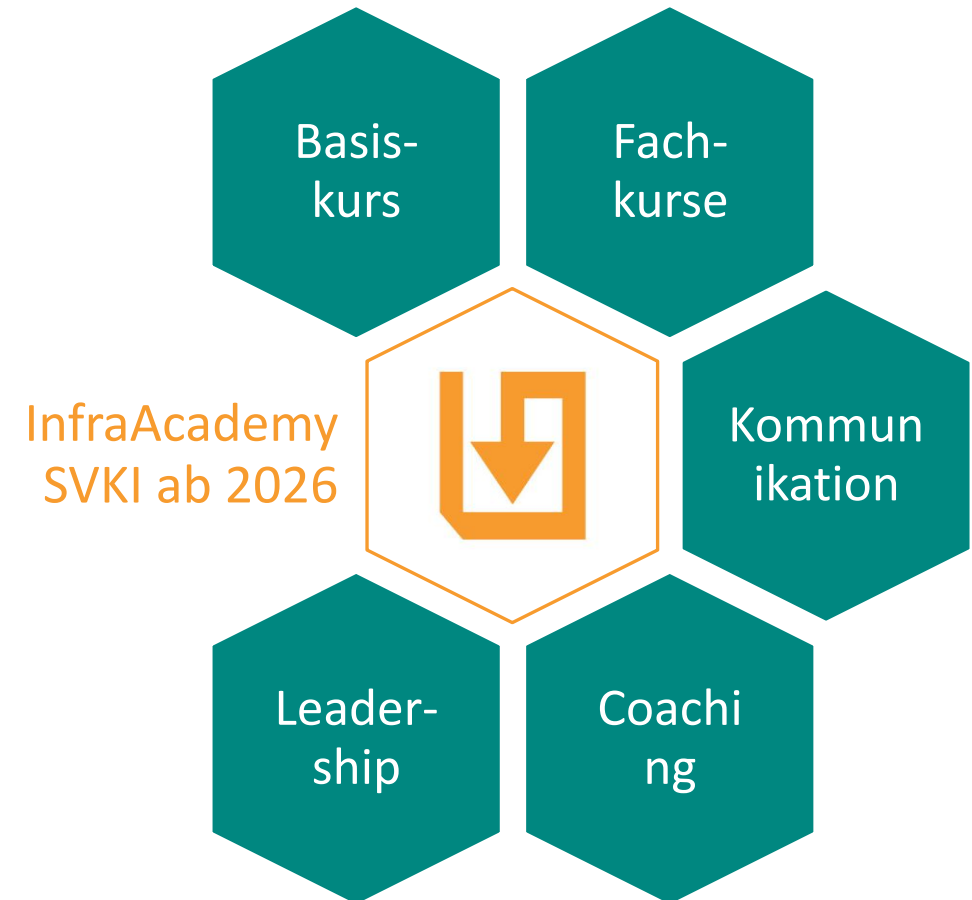 Basis-
kurs
Fach-
kurse
InfraAcademy
SVKI ab 2026
Kommun
ikation
Leader-
ship
Coachi
ng